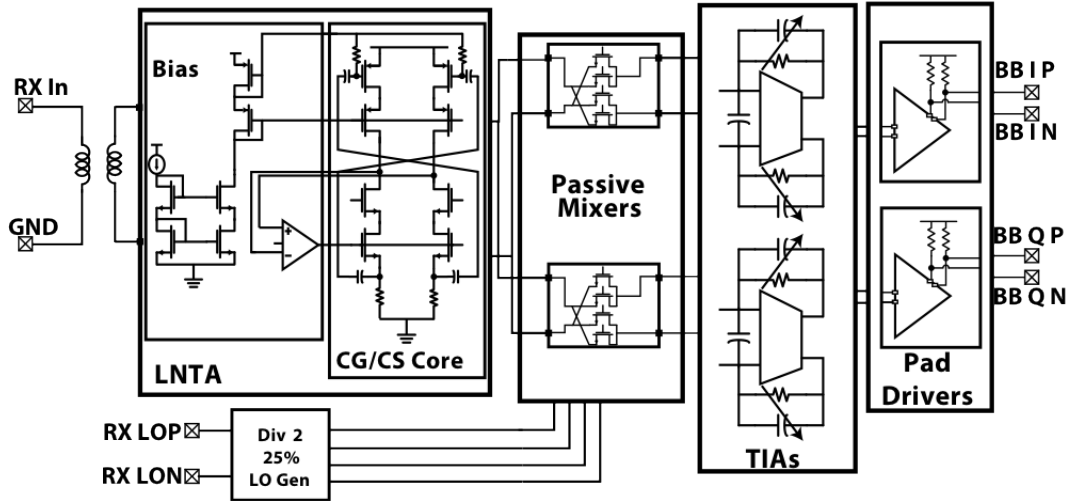 RX In
GND
Bias
+
−
LNTA
CG/CS Core
Passive
Mixers
TIAs
Pad
Drivers
BB I P
BB I N
BB Q P
BB Q N
RX LOP
RX LON
Div 2
25%
LO Gen